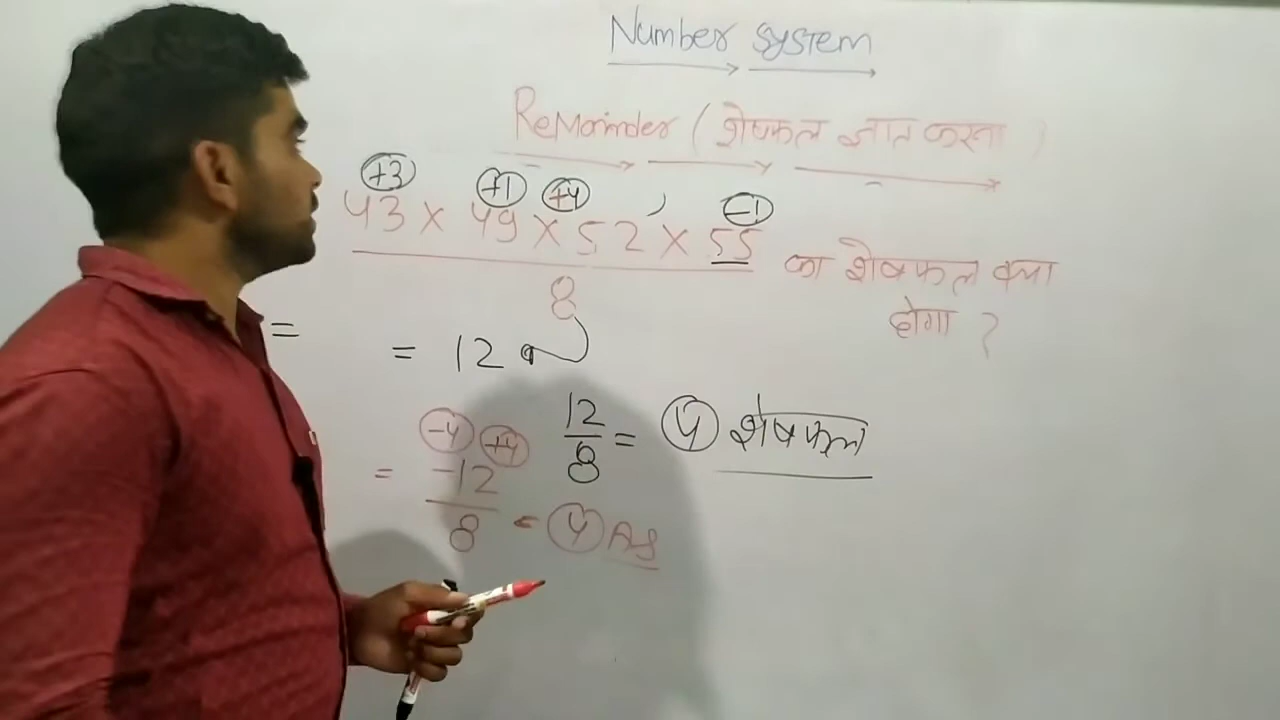 Number System
Remainder ( शेषफल ज्ञात करना )
+3 +1 +4 -1
43 × 49 × 52 × 55
8
का शेषफल क्या
होगा ?
=
= 12
12
8
= 4 शेषफल
-4 +4
= -12
8
= 4 Ans